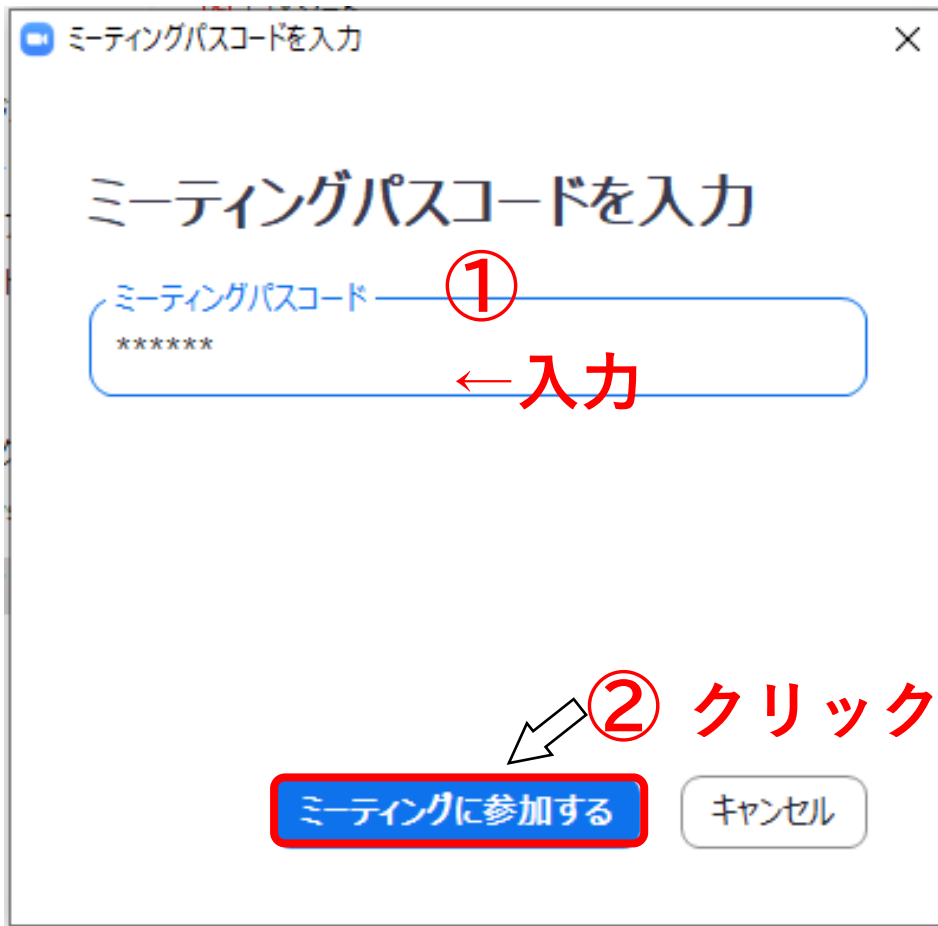 ミーティングパスコードを入力
ミーティングパスコードを入力
①
ミーティングパスコード
******
←入力
② クリック
ミーティングに参加する
キャンセル